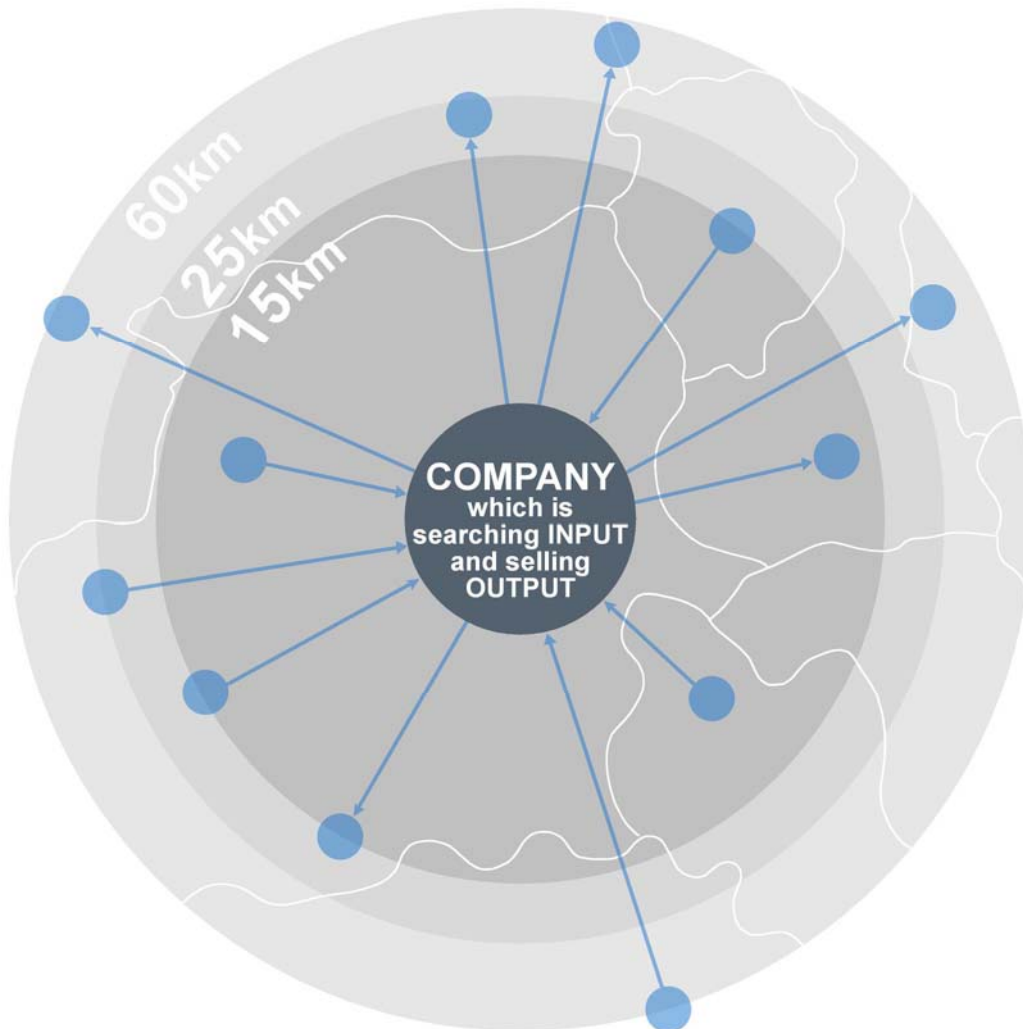 60km
25km
15km
COMPANY
which is
searching INPUT
and selling
OUTPUT